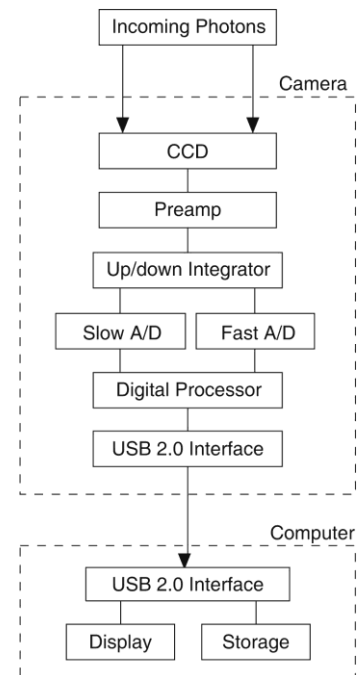 Incoming Photons
Camera
CCD
Preamp
Up/down Integrator
Slow A/D
Fast A/D
Digital Processor
USB 2.0 Interface
Computer
USB 2.0 Interface
Display
Storage